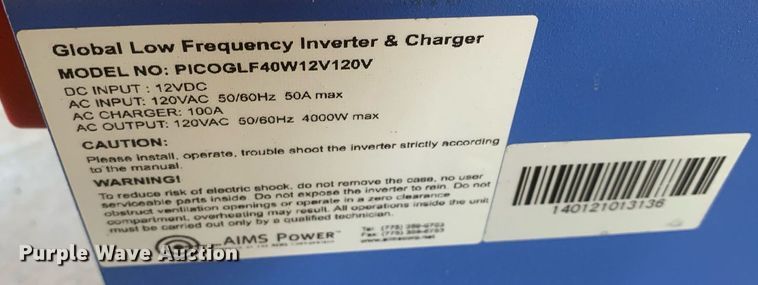 Global Low Frequency Inverter & Charger
MODEL NO: PICOGLF40W12V120V
DC INPUT : 12VDC
AC INPUT: 120VAC 50/60Hz 50A max
AC CHARGER: 100A
AC OUTPUT: 120VAC 50/60Hz 4000W max
CAUTION:
Please install, operate, trouble shoot the inverter strictly according
to the manual.
WARNING!
To reduce risk of electric shock, do not remove the case, no user
serviceable parts inside. Do not expose the inverter to rain. Do not
obstruct ventilation openings or operate in a zero clearance
compartment, overheating may result. All operations inside the unit
must be carried out only by a qualified technician.
AIMS POWER
Tel (775)
Fax (775)
140121013136
Purple Wave Auction